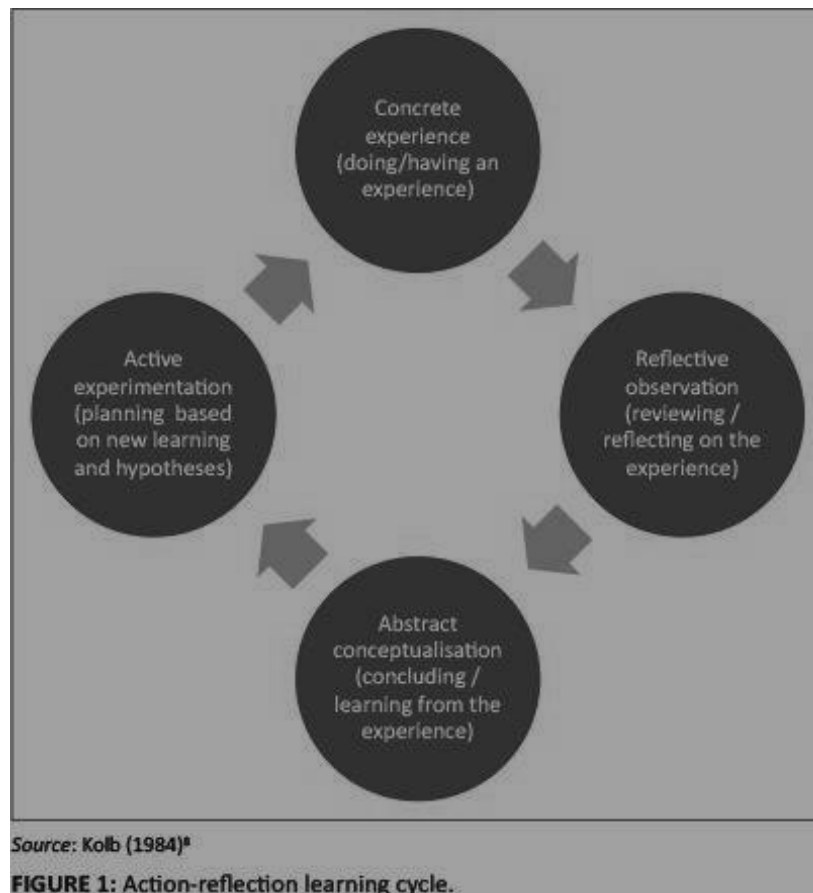 Concrete
experience
(doing/having an
experience)
Reflective
observation
(reviewing /
reflecting on the
experience)
Abstract
conceptualisation
(concluding /
learning from the
experience)
Active
experimentation
(planning based
on new learning
and hypotheses)
Source: Kolb (1984)⁸
FIGURE 1: Action-reflection learning cycle.